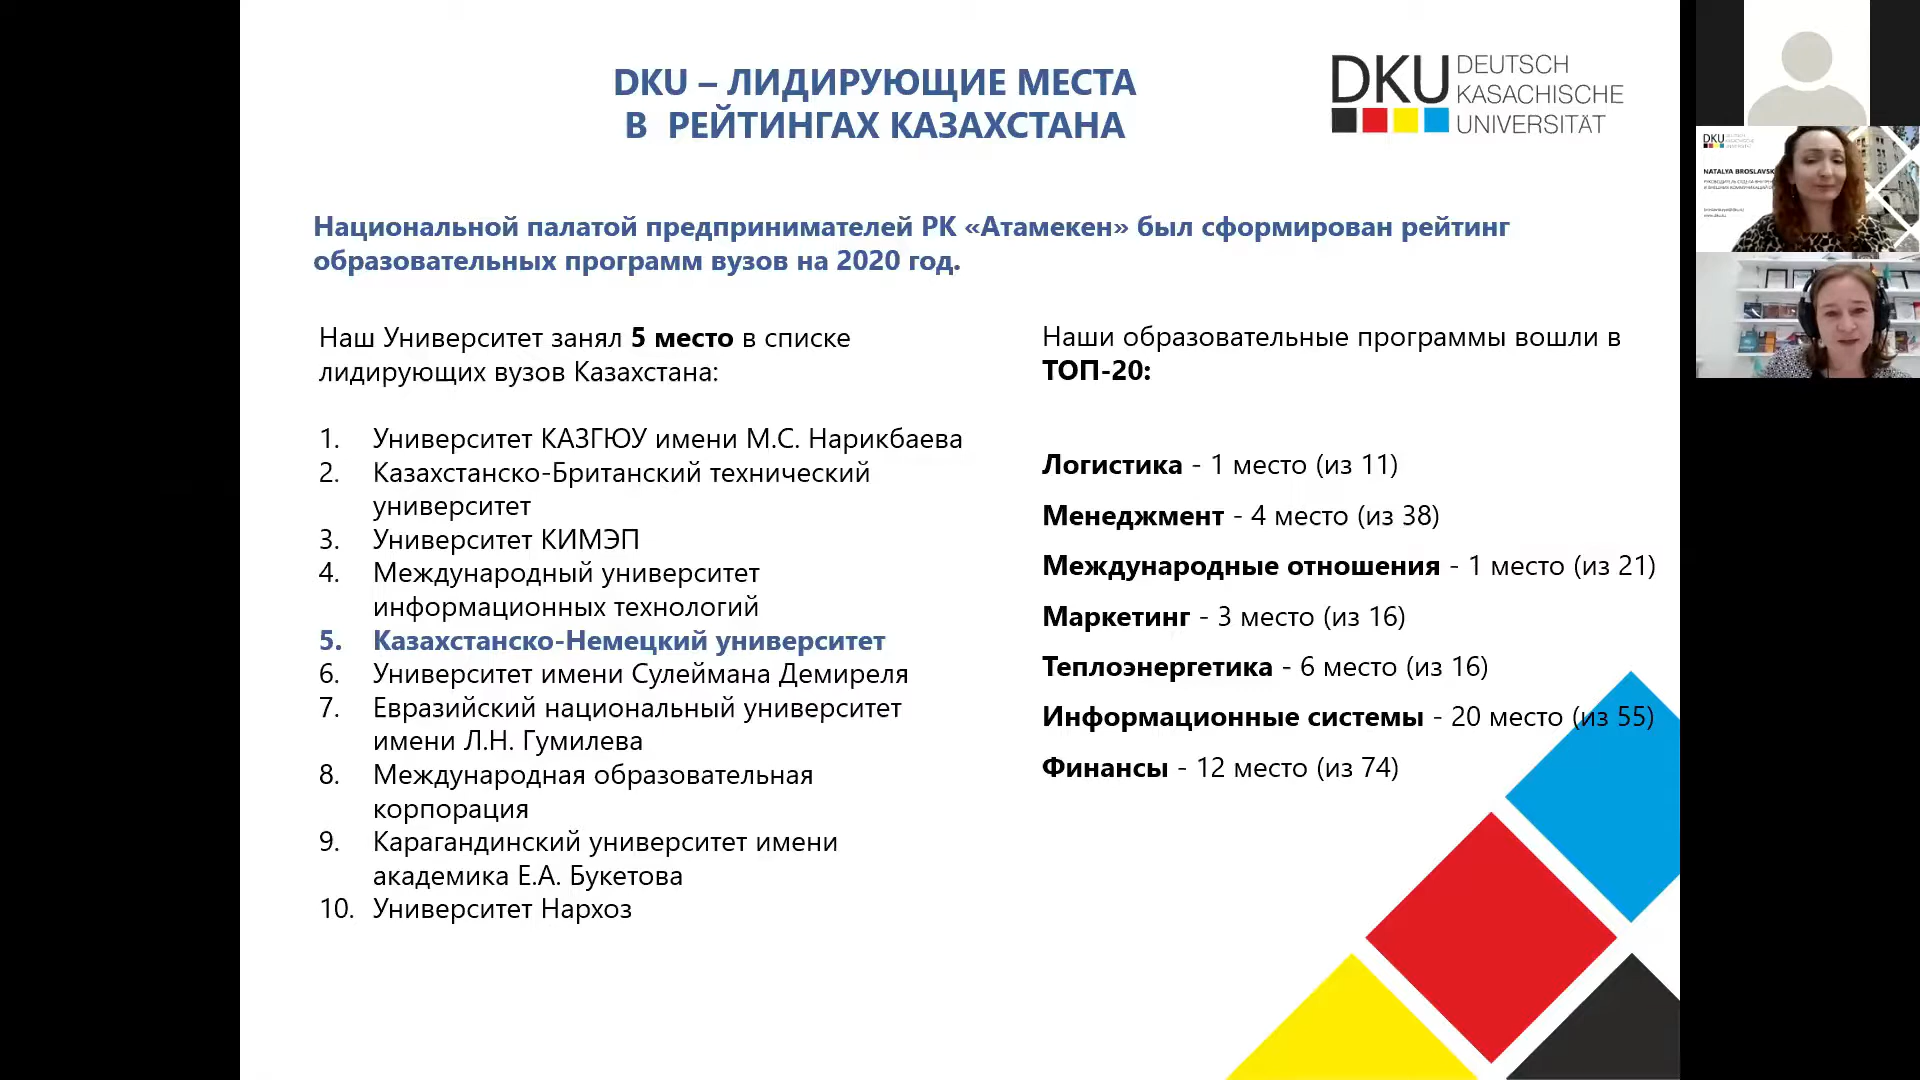 DKU – ЛИДИРУЮЩИЕ МЕСТА
В РЕЙТИНГАХ КАЗАХСТАНА
DKU
DEUTSCH
KASACHISCHE
UNIVERSITÄT
Национальной палатой предпринимателей РК «Атамекен» был сформирован рейтинг
образовательных программ вузов на 2020 год.
Наш Университет занял 5 место в списке
лидирующих вузов Казахстана:
1. Университет КАЗГЮУ имени М.С. Нарикбаева
2. Казахстанско-Британский технический
университет
3. Университет КИМЭП
4. Международный университет
информационных технологий
5. Казахстанско-Немецкий университет
6. Университет имени Сулеймана Демиреля
7. Евразийский национальный университет
имени Л.Н. Гумилева
8. Международная образовательная
корпорация
9. Карагандинский университет имени
академика Е.А. Букетова
10. Университет Нархоз
Наши образовательные программы вошли в
ТОП-20:
Логистика - 1 место (из 11)
Менеджмент - 4 место (из 38)
Международные отношения - 1 место (из 21)
Маркетинг - 3 место (из 16)
Теплоэнергетика - 6 место (из 16)
Информационные системы - 20 место (из 55)
Финансы - 12 место (из 74)
DKU
NATALYA BROSLAVSK